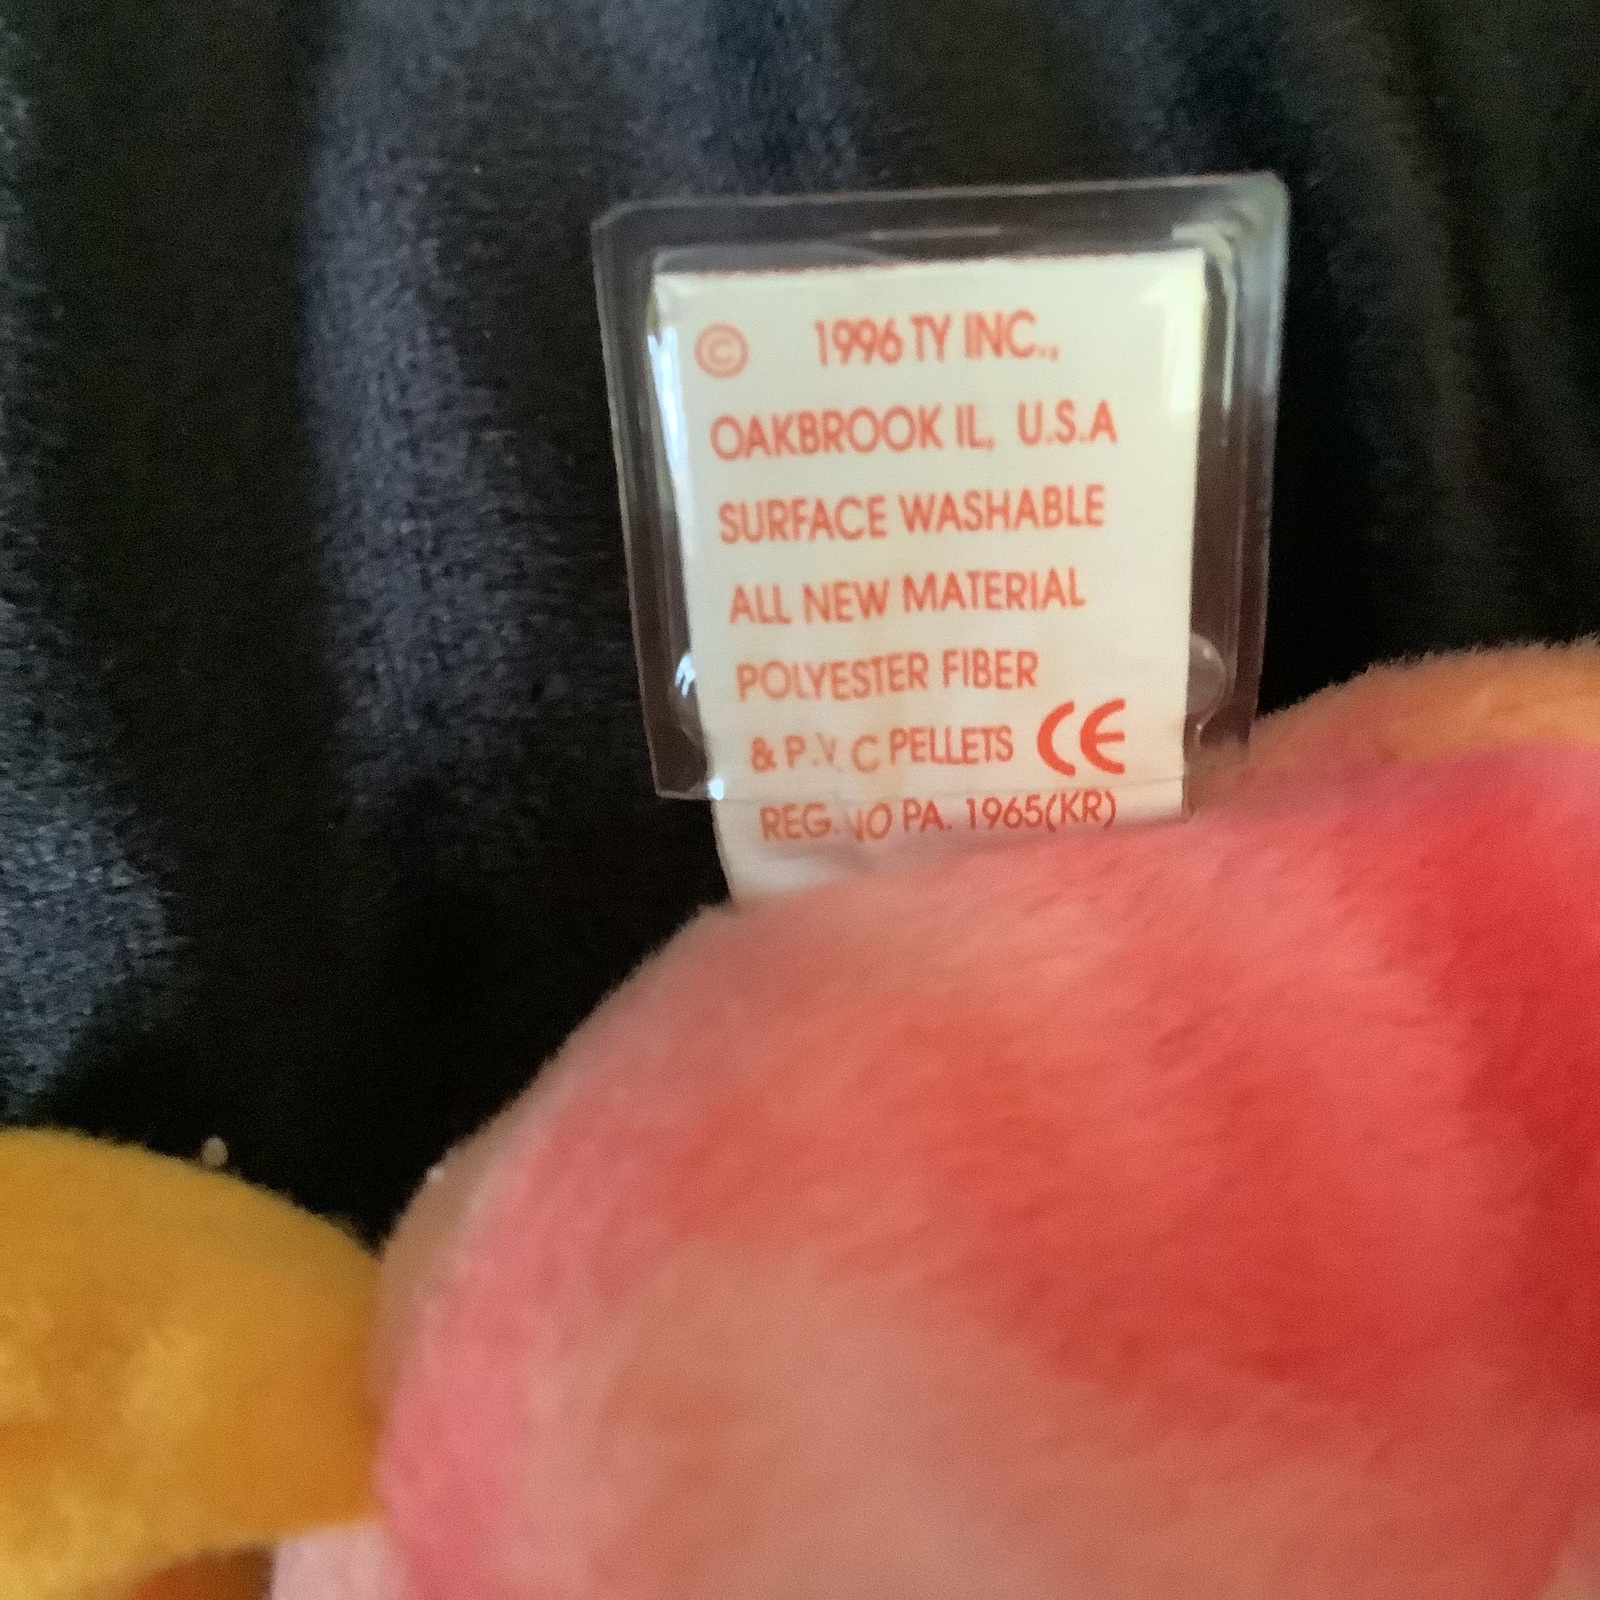 © 1996 TY INC.,
OAKBROOK IL, U.S.A
SURFACE WASHABLE
ALL NEW MATERIAL
POLYESTER FIBER
& P.V. C PELLETS CE
REG. NO PA. 1965(KR)